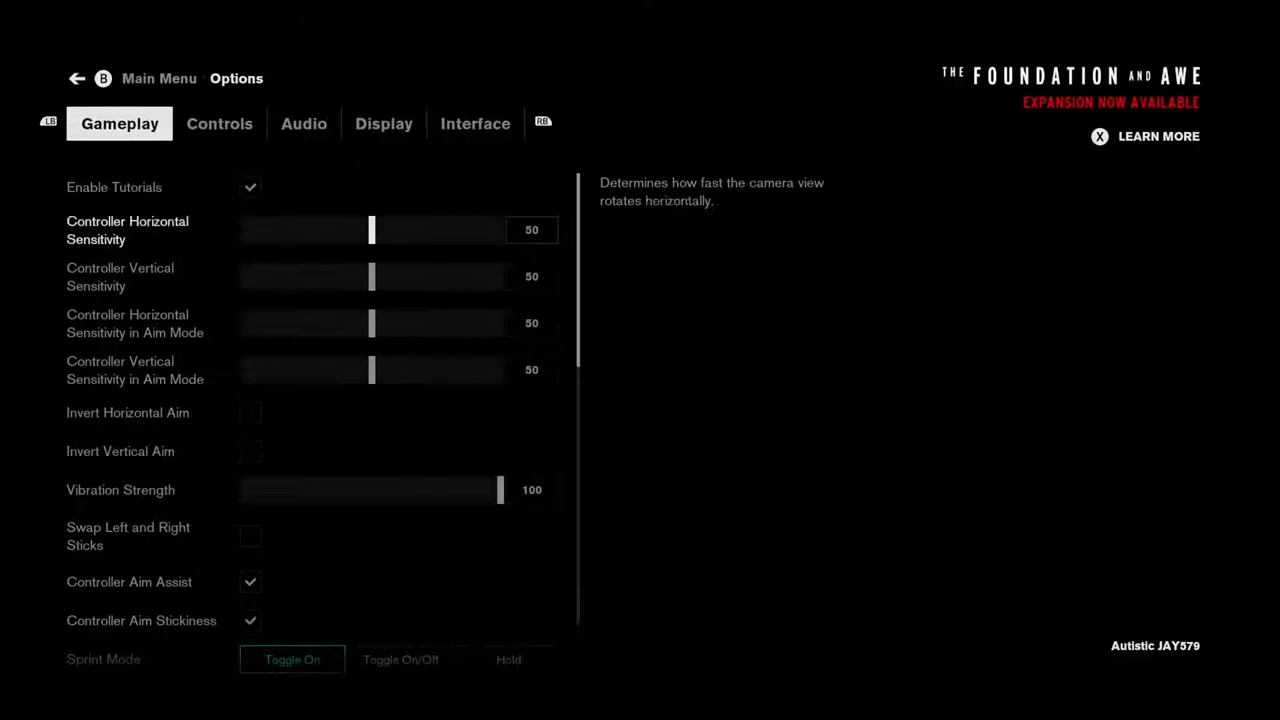 B Main Menu Options
THE FOUNDATION AND AWE
EXPANSION NOW AVAILABLE
X LEARN MORE
LB Gameplay Controls Audio Display Interface RB
Enable Tutorials
Controller Horizontal
Sensitivity
50
Controller Vertical
Sensitivity
50
Controller Horizontal
Sensitivity in Aim Mode
50
Controller Vertical
Sensitivity in Aim Mode
50
Invert Horizontal Aim
Invert Vertical Aim
Vibration Strength 100
Swap Left and Right
Sticks
Controller Aim Assist
Controller Aim Stickiness
Sprint Mode Toggle On Toggle On/Off Hold
Determines how fast the camera view
rotates horizontally.
Autistic JAY579